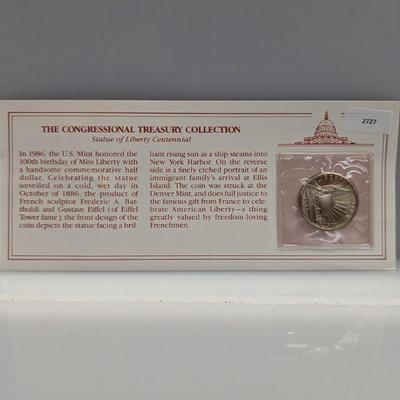 2727
THE CONGRESSIONAL TREASURY COLLECTION
Statue of Liberty Centennial
In 1986, the U.S. Mint honored the
100th birthday of Miss Liberty with
a handsome commemorative half
dollar. Celebrating the statue
unveiled on a cold, wet day in
October of 1886, the product of
French sculptor Frederic A. Bar-
tholdi and Gustave Eiffel (of Eiffel
Tower fame), the front design of the
coin depicts the statue facing a bril-
liant rising sun as a ship steams into
New York Harbor. On the reverse
side is a finely etched portrait of an
immigrant family's arrival at Ellis
Island. The coin was struck at the
Denver Mint, and does full justice to
the famous gift from France to cele-
brate American Liberty—a thing
greatly valued by freedom-loving
Frenchmen.